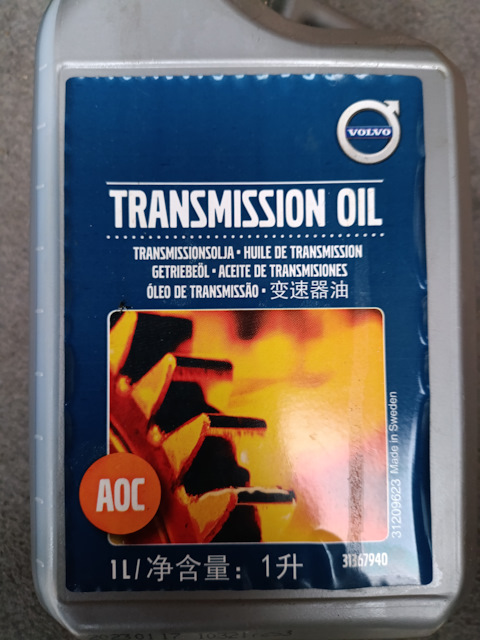 VOLVO
TRANSMISSION OIL
TRANSMISSIONSOLJA • HUILE DE TRANSMISSION
GETRIEBEÖL • ACEITE DE TRANSMISIONES
ÓLEO DE TRANSMISSÃO • 变速器油
31209623 Made in Sweden
AOC
1L/净含量：1升
31367940